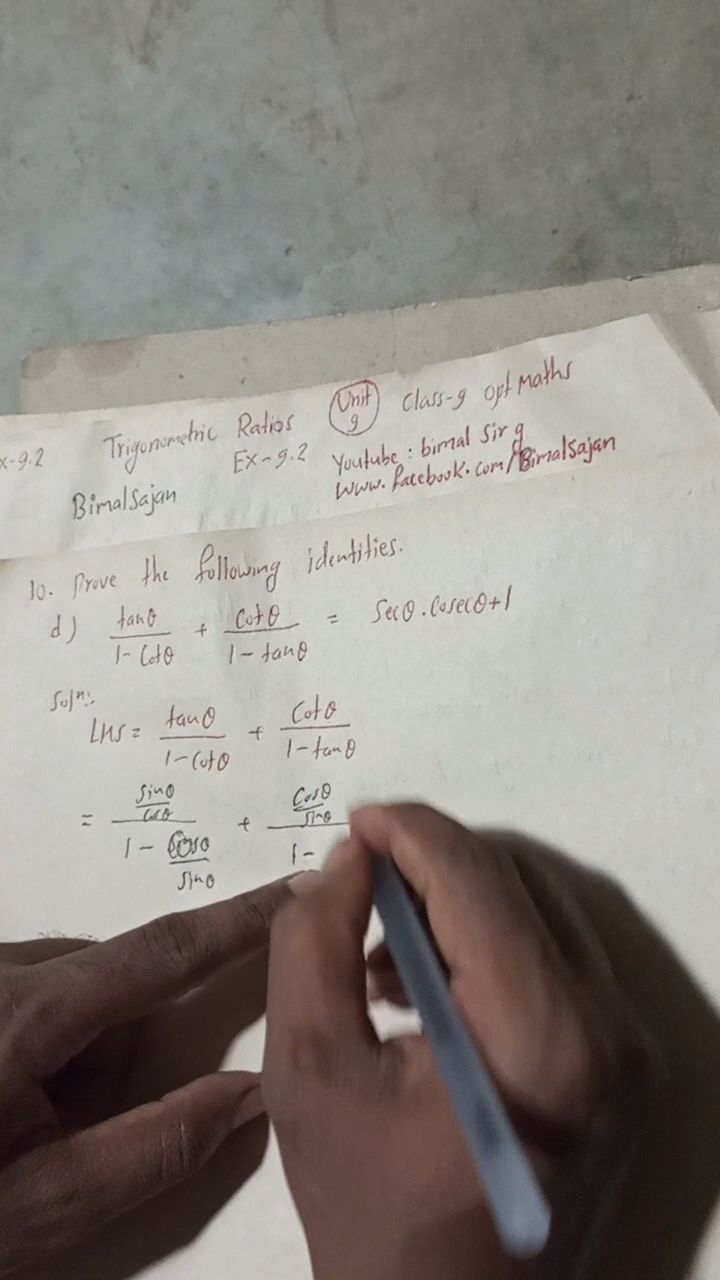 x-9.2 Trigonometric Ratios Unit 9 Class-9 opt Maths
Ex-9.2 Youtube: bimal Sir g
BimalSajan www.facebook.com/BimalSajan
10. Prove the following identities.
d) tanθ/1-Cotθ + Cotθ/1-tanθ = Secθ.Cosecθ+1
Soln:
LHS = tanθ/1-Cotθ + Cotθ/1-tanθ
= sinθ/cosθ/1-Cosθ/sinθ + Cosθ/sinθ/1-